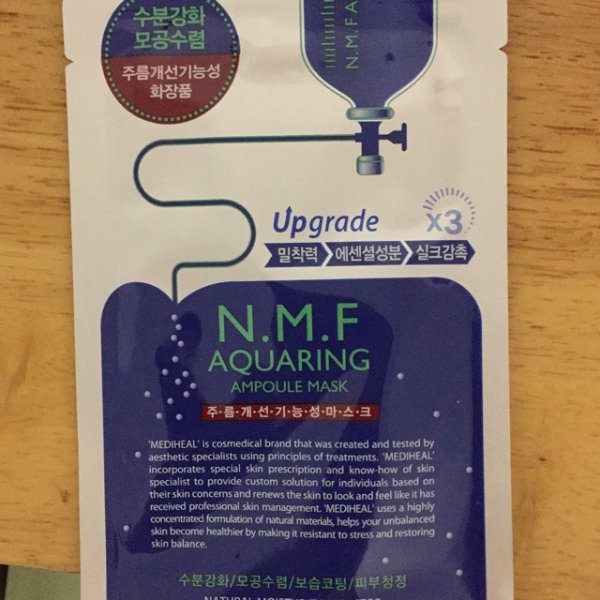 수분강화
모공수렴
주름개선기능성
화장품
N.M.F A
Upgrade
x3
밀착력
에센셜성분
실크감촉
N.M.F
AQUARING
AMPOULE MASK
주·름·개·선·기·능·성·마·스·크
'MEDIHEAL' is cosmedical brand that was created and tested by
aesthetic specialists using principles of treatments. 'MEDIHEAL'
incorporates special skin prescription and know-how of skin
specialist to provide custom solution for individuals based on
their skin concerns and renews the skin to look and feel like it has
received professional skin management. 'MEDIHEAL' uses a highly
concentrated formulation of natural materials, helps your unbalanced
skin become healthier by making it resistant to stress and restoring
skin balance.
수분강화/모공수렴/보습코팅/피부청정